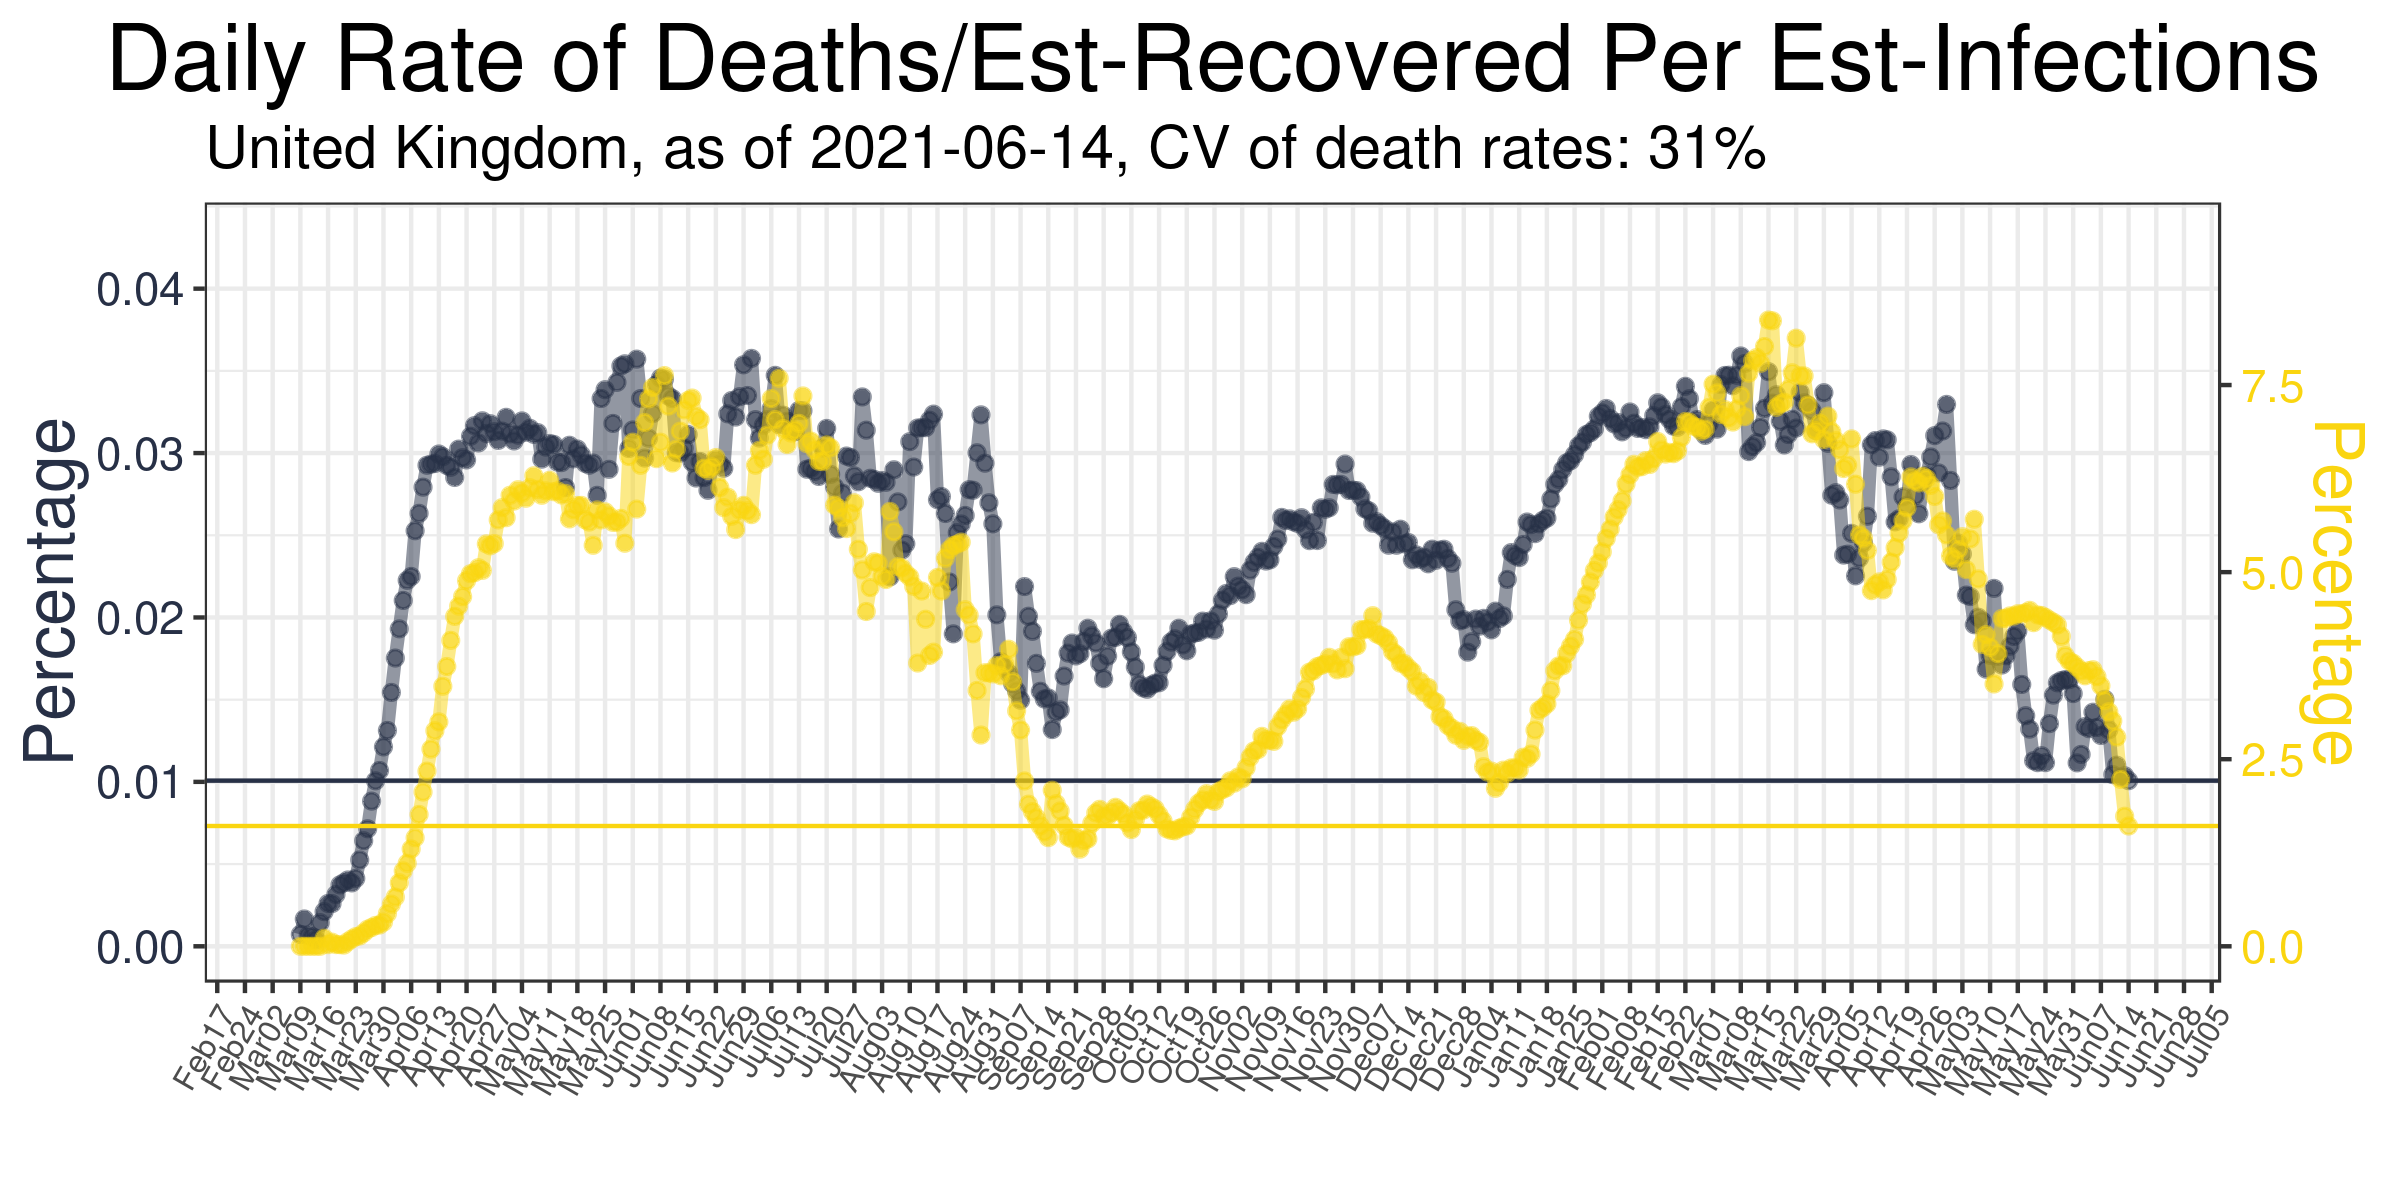 Daily Rate of Deaths/Est-Recovered Per Est-Infections
United Kingdom, as of 2021-06-14, CV of death rates: 31%
Percentage
0.04
0.03
0.02
0.01
0.00
7.5
5.0
2.5
0.0
Percentage
Feb17
Feb24
Mar02
Mar09
Mar16
Mar23
Mar30
Apr06
Apr13
Apr20
Apr27
May04
May11
May18
May25
Jun01
Jun08
Jun15
Jun22
Jun29
Jul06
Jul13
Jul20
Jul27
Aug03
Aug10
Aug17
Aug24
Aug31
Sep07
Sep14
Sep21
Sep28
Oct05
Oct12
Oct19
Oct26
Nov02
Nov09
Nov16
Nov23
Nov30
Dec07
Dec14
Dec21
Dec28
Jan04
Jan11
Jan18
Jan25
Feb01
Feb08
Feb15
Feb22
Mar01
Mar08
Mar15
Mar22
Mar29
Apr05
Apr12
Apr19
Apr26
May03
May10
May17
May24
May31
Jun07
Jun14
Jun21
Jun28
Jul05